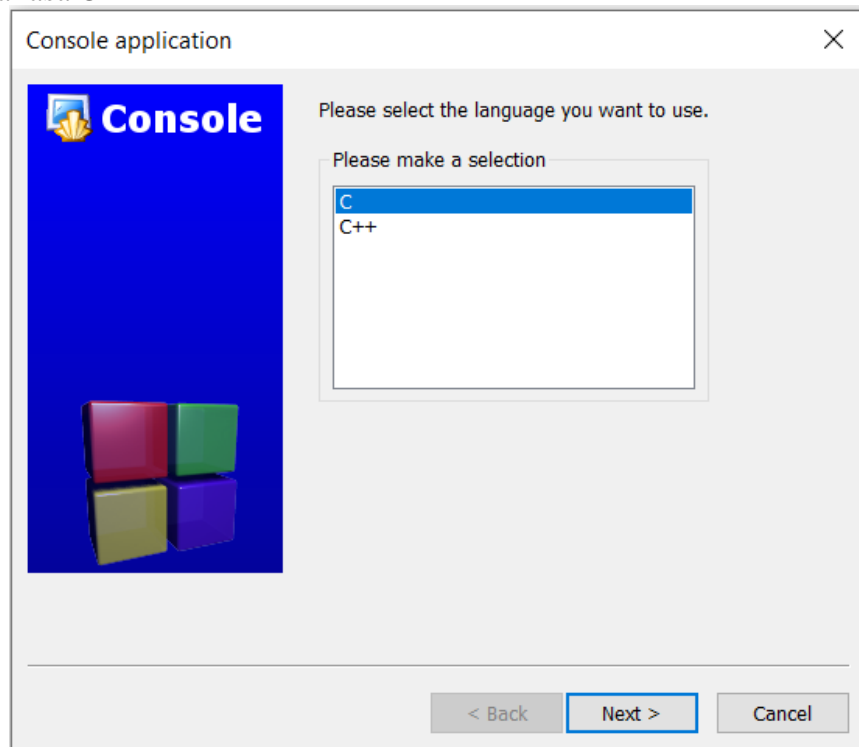 Console application
Console
Please select the language you want to use.
Please make a selection
C
C++
< Back
Next >
Cancel